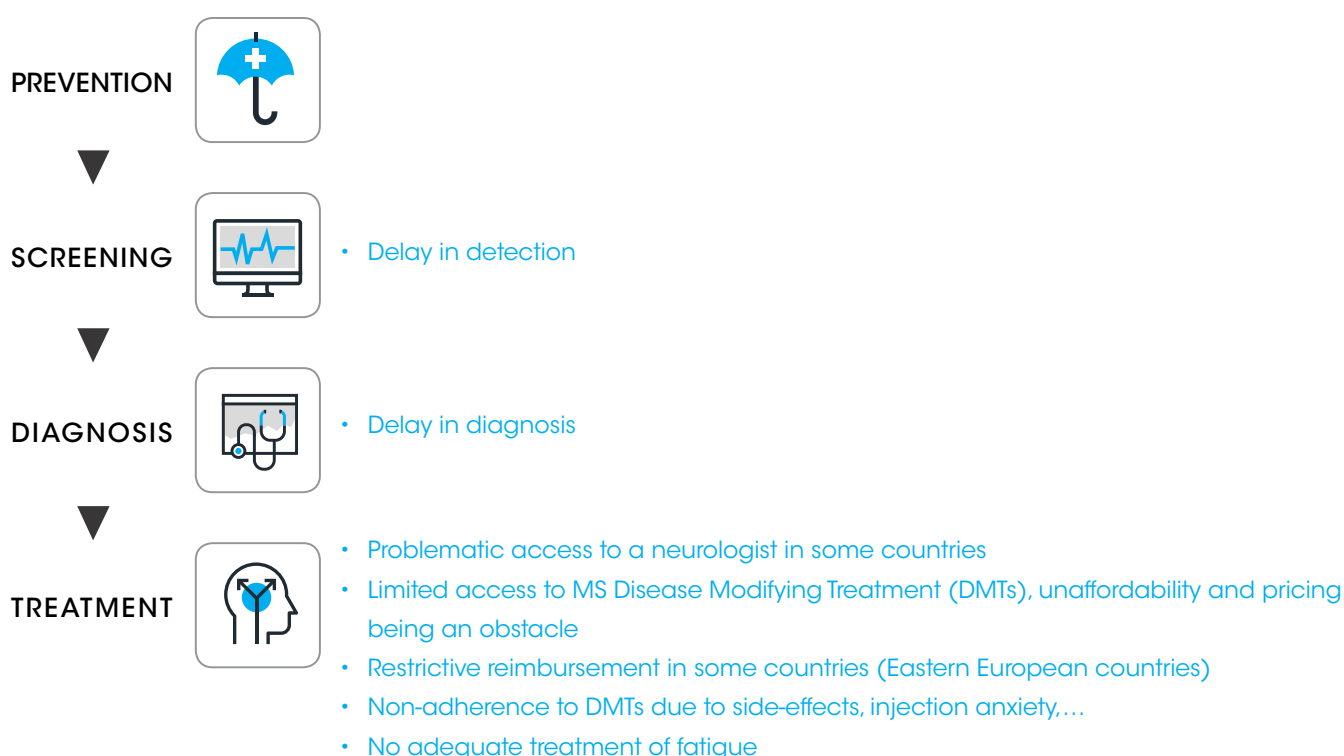 PREVENTION
SCREENING
• Delay in detection
DIAGNOSIS
• Delay in diagnosis
TREATMENT
• Problematic access to a neurologist in some countries
• Limited access to MS Disease Modifying Treatment (DMTs), unaffordability and pricing
being an obstacle
• Restrictive reimbursement in some countries (Eastern European countries)
• Non-adherence to DMTs due to side-effects, injection anxiety,…
• No adequate treatment of fatigue